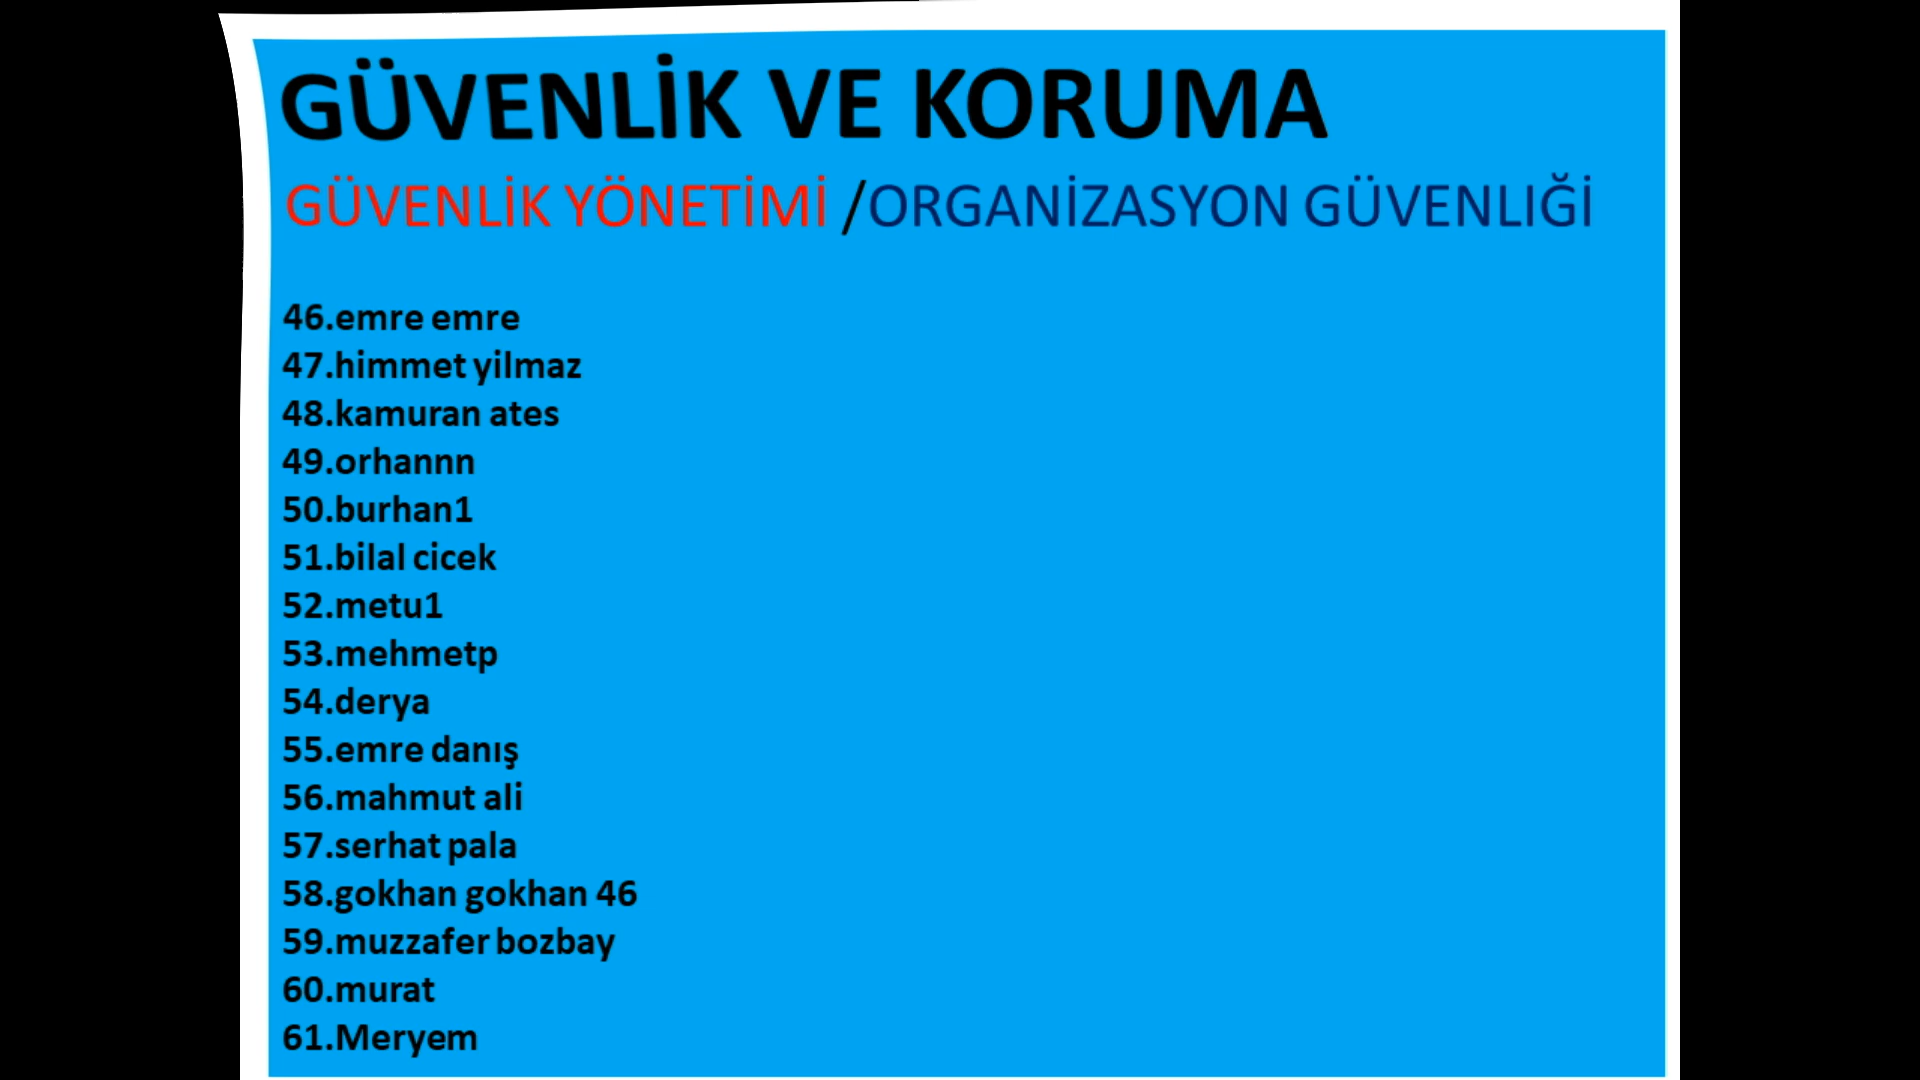 GÜVENLİK VE KORUMA
GÜVENLİK YÖNETİMİ /ORGANİZASYON GÜVENLIĞİ
46.emre emre
47.himmet yilmaz
48.kamuran ates
49.orhannn
50.burhan1
51.bilal cicek
52.metu1
53.mehmetp
54.derya
55.emre danış
56.mahmut ali
57.serhat pala
58.gokhan gokhan 46
59.muzzafer bozbay
60.murat
61.Meryem